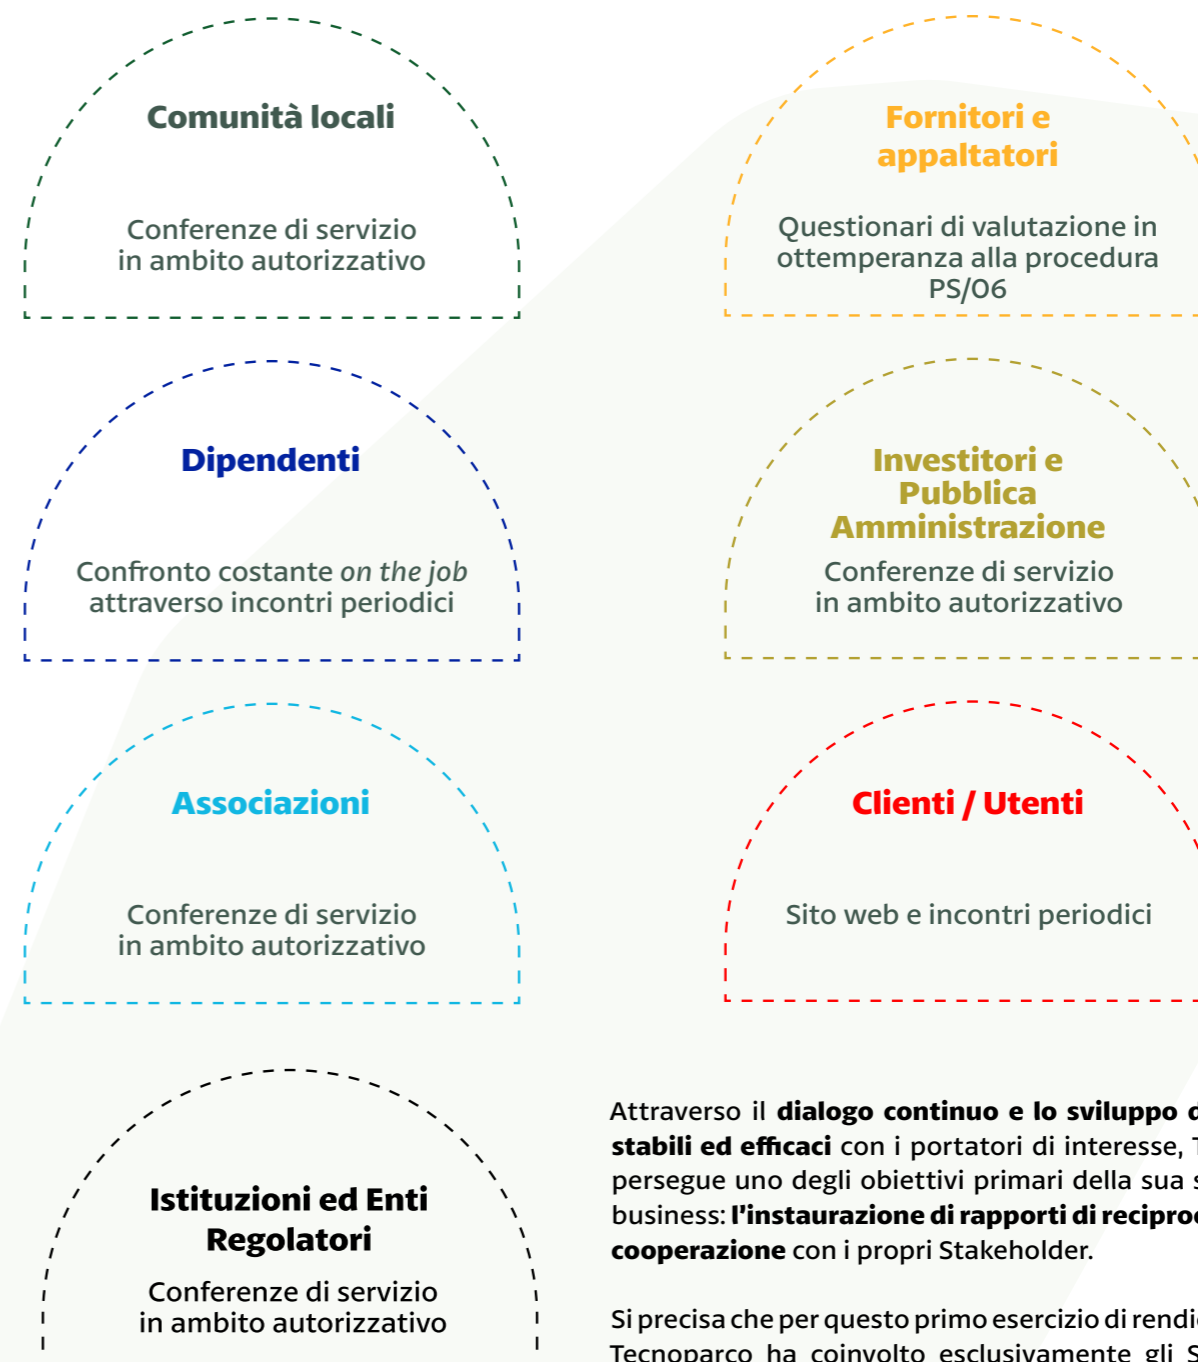 Comunità locali
Conferenze di servizio
in ambito autorizzativo
Fornitori e
appaltatori
Questionari di valutazione in
ottemperanza alla procedura
PS/06
Dipendenti
Confronto costante on the job
attraverso incontri periodici
Investitori e
Pubblica
Amministrazione
Conferenze di servizio
in ambito autorizzativo
Associazioni
Conferenze di servizio
in ambito autorizzativo
Clienti / Utenti
Sito web e incontri periodici
Istituzioni ed Enti
Regolatori
Conferenze di servizio
in ambito autorizzativo
Attraverso il dialogo continuo e lo sviluppo
stabili ed efficaci con i portatori di interesse,
persegue uno degli obiettivi primari della sua
business: l'instaurazione di rapporti di
cooperazione con i propri Stakeholder.
Si precisa che per questo primo esercizio di
Tecnoparco ha coinvolto esclusivamente gli